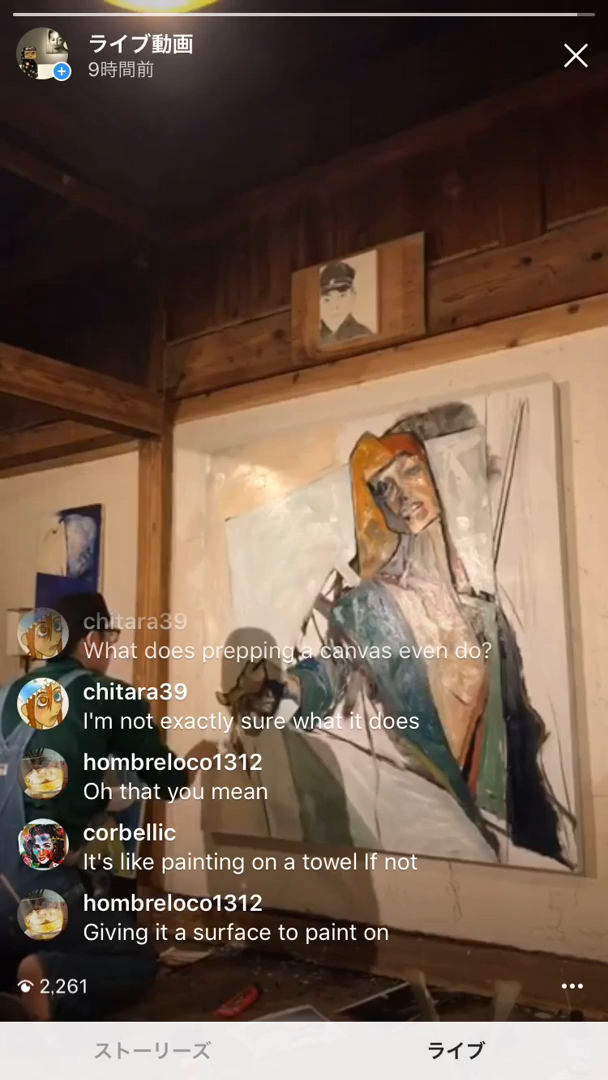 ライブ動画
9時間前
chitara39
What does prepping a canvas even do?
chitara39
I'm not exactly sure what it does
hombreloco1312
Oh that you mean
corbellic
It's like painting on a towel If not
hombreloco1312
Giving it a surface to paint on
2,261
ストーリーズ
ライブ